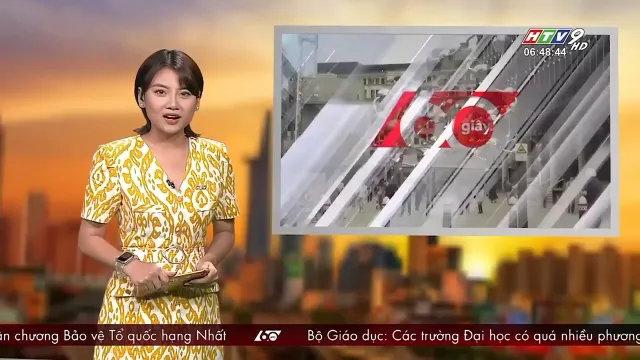 HTV9
HD
06:48:44
60 giây
ân chương Bảo vệ Tổ quốc hạng Nhất
60 Bộ Giáo dục: Các trường Đại học có quá nhiều phương